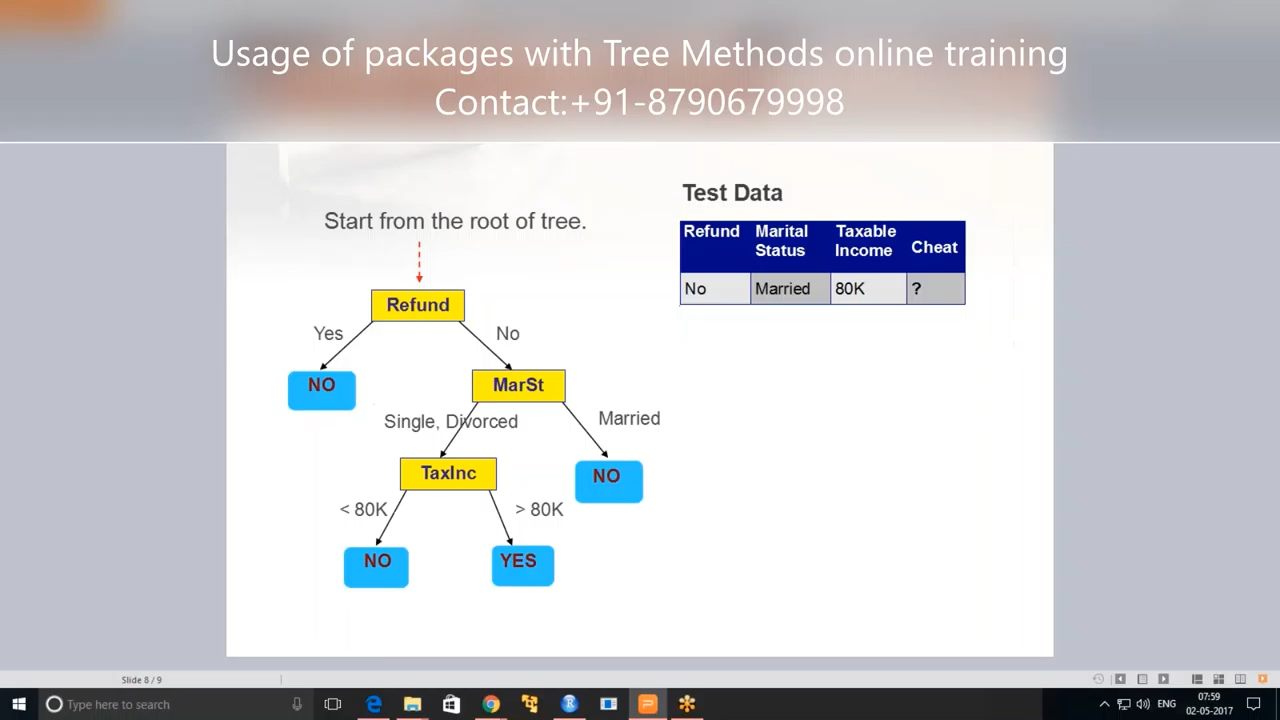 Usage of packages with Tree Methods online training
Contact:+91-8790679998
Start from the root of tree.
Refund
Yes
No
NO
MarSt
Single, Divorced
Married
TaxInc
NO
< 80K
> 80K
NO
YES
Test Data
Refund
Marital Status
Taxable Income
Cheat
No
Married
80K
?
Slide 8 / 9
Type here to search
ENG
07:59
02-05-2017